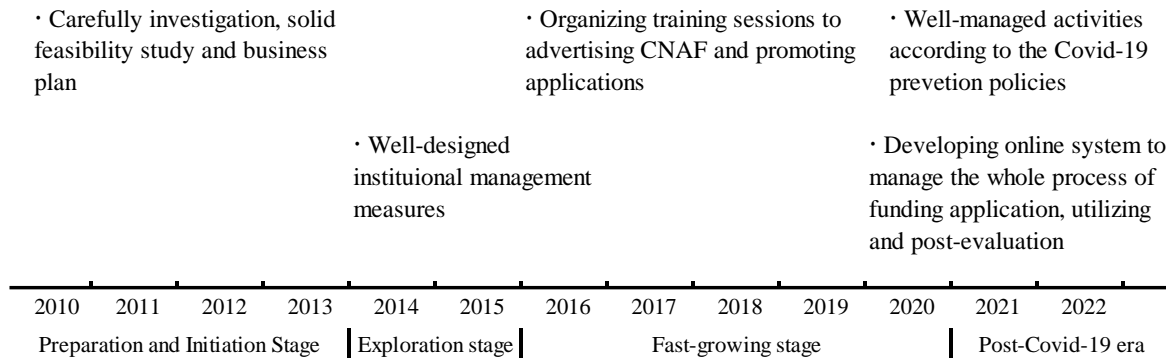 · Carefully investigation, solid
feasibility study and business
plan
· Organizing training sessions to
advertising CNAF and promoting
applications
· Well-managed activities
according to the Covid-19
prevetion policies
· Well-designed
instituional management
measures
· Developing online system to
manage the whole process of
funding application, utilizing
and post-evaluation
2010 2011 2012 2013 2014 2015 2016 2017 2018 2019 2020 2021 2022
Preparation and Initiation Stage Exploration stage Fast-growing stage Post-Covid-19 era